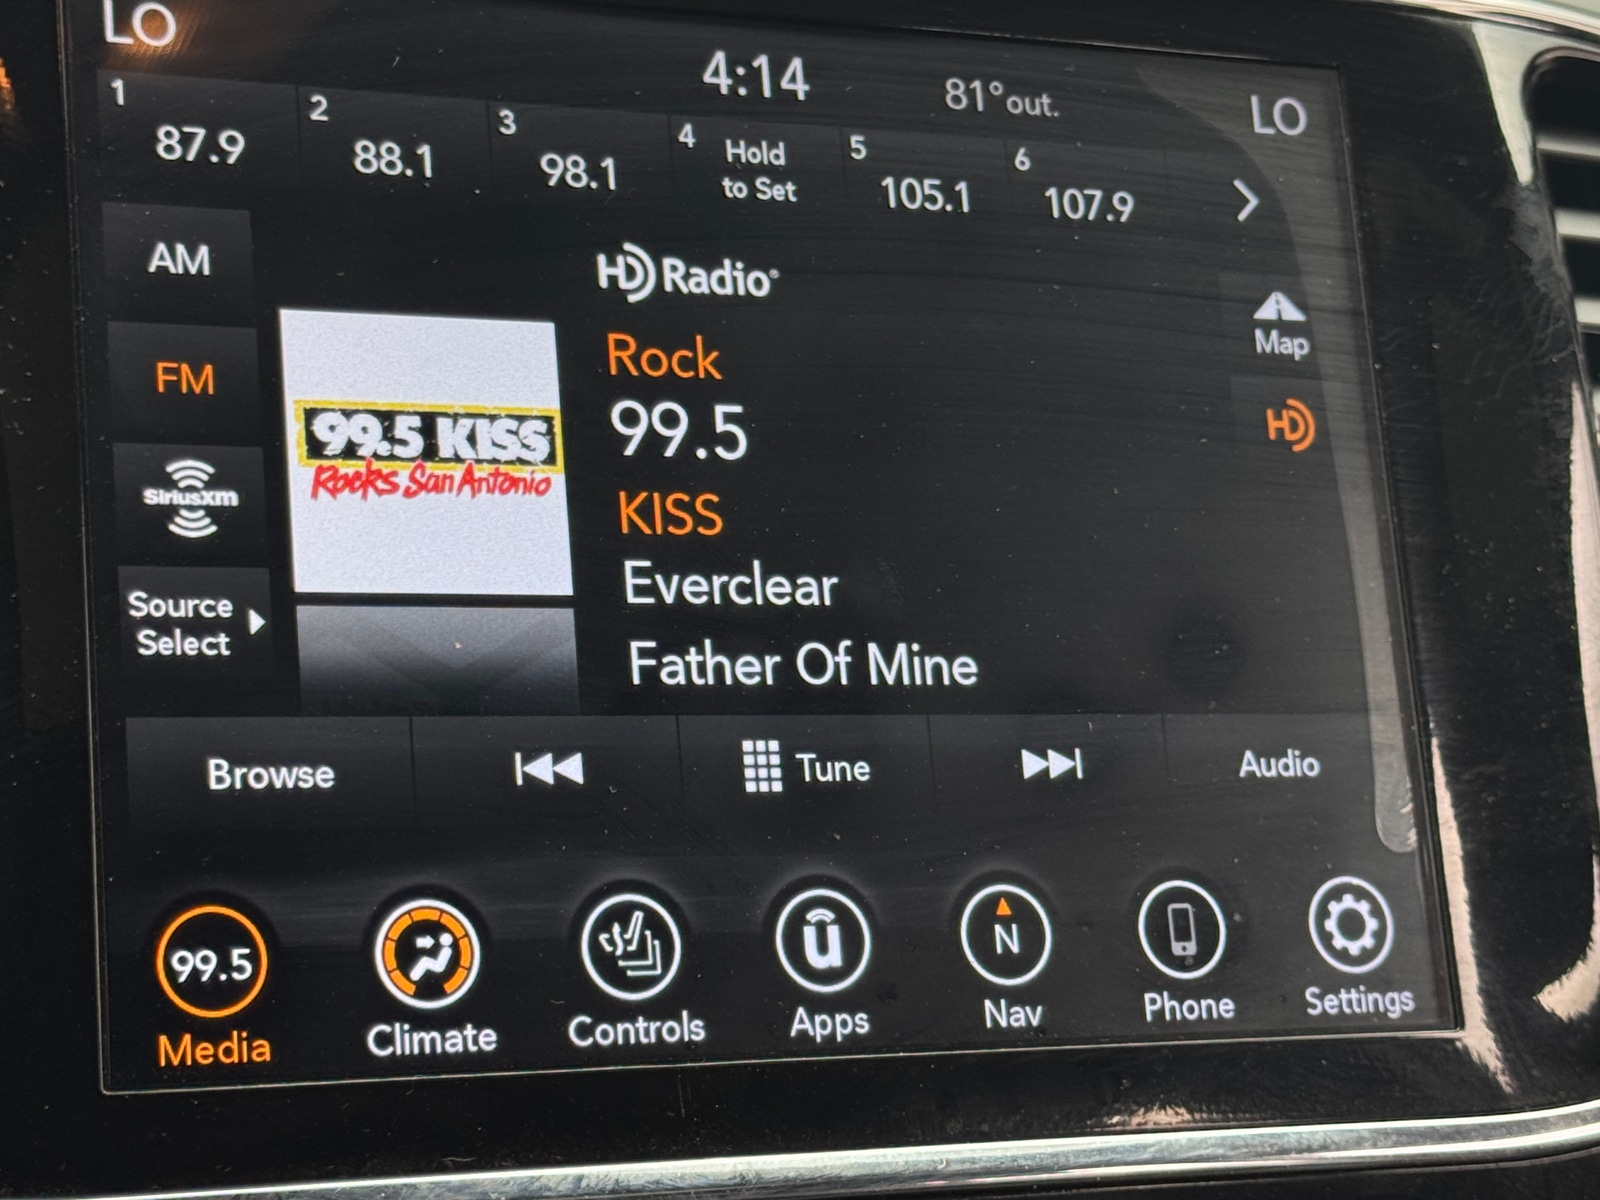 LO
4:14
81°out.
LO
1
87.9
2
88.1
3
98.1
4
Hold
to Set
5
105.1
6
107.9
AM
HD Radio®
Map
FM
Rock
99.5
HD
99.5 KISS
Rocks San Antonio
KISS
SiriusXM
Everclear
Source
Select
Father Of Mine
Browse
Tune
Audio
99.5
Media
Climate
Controls
u
Apps
N
Nav
Phone
Settings